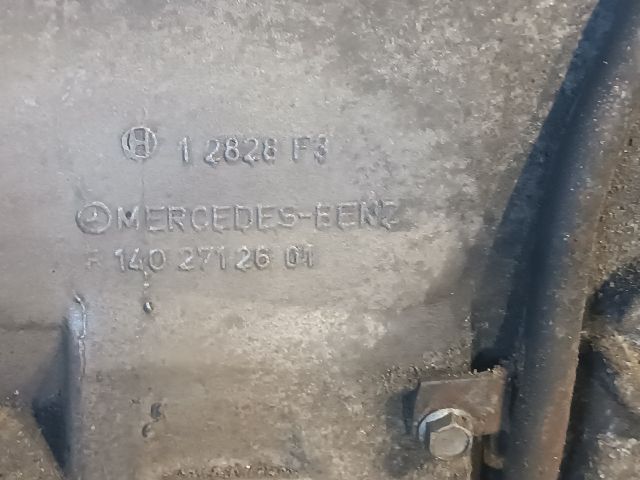 H 1 2828 F3
MERCEDES-BENZ
R 140 271 26 01